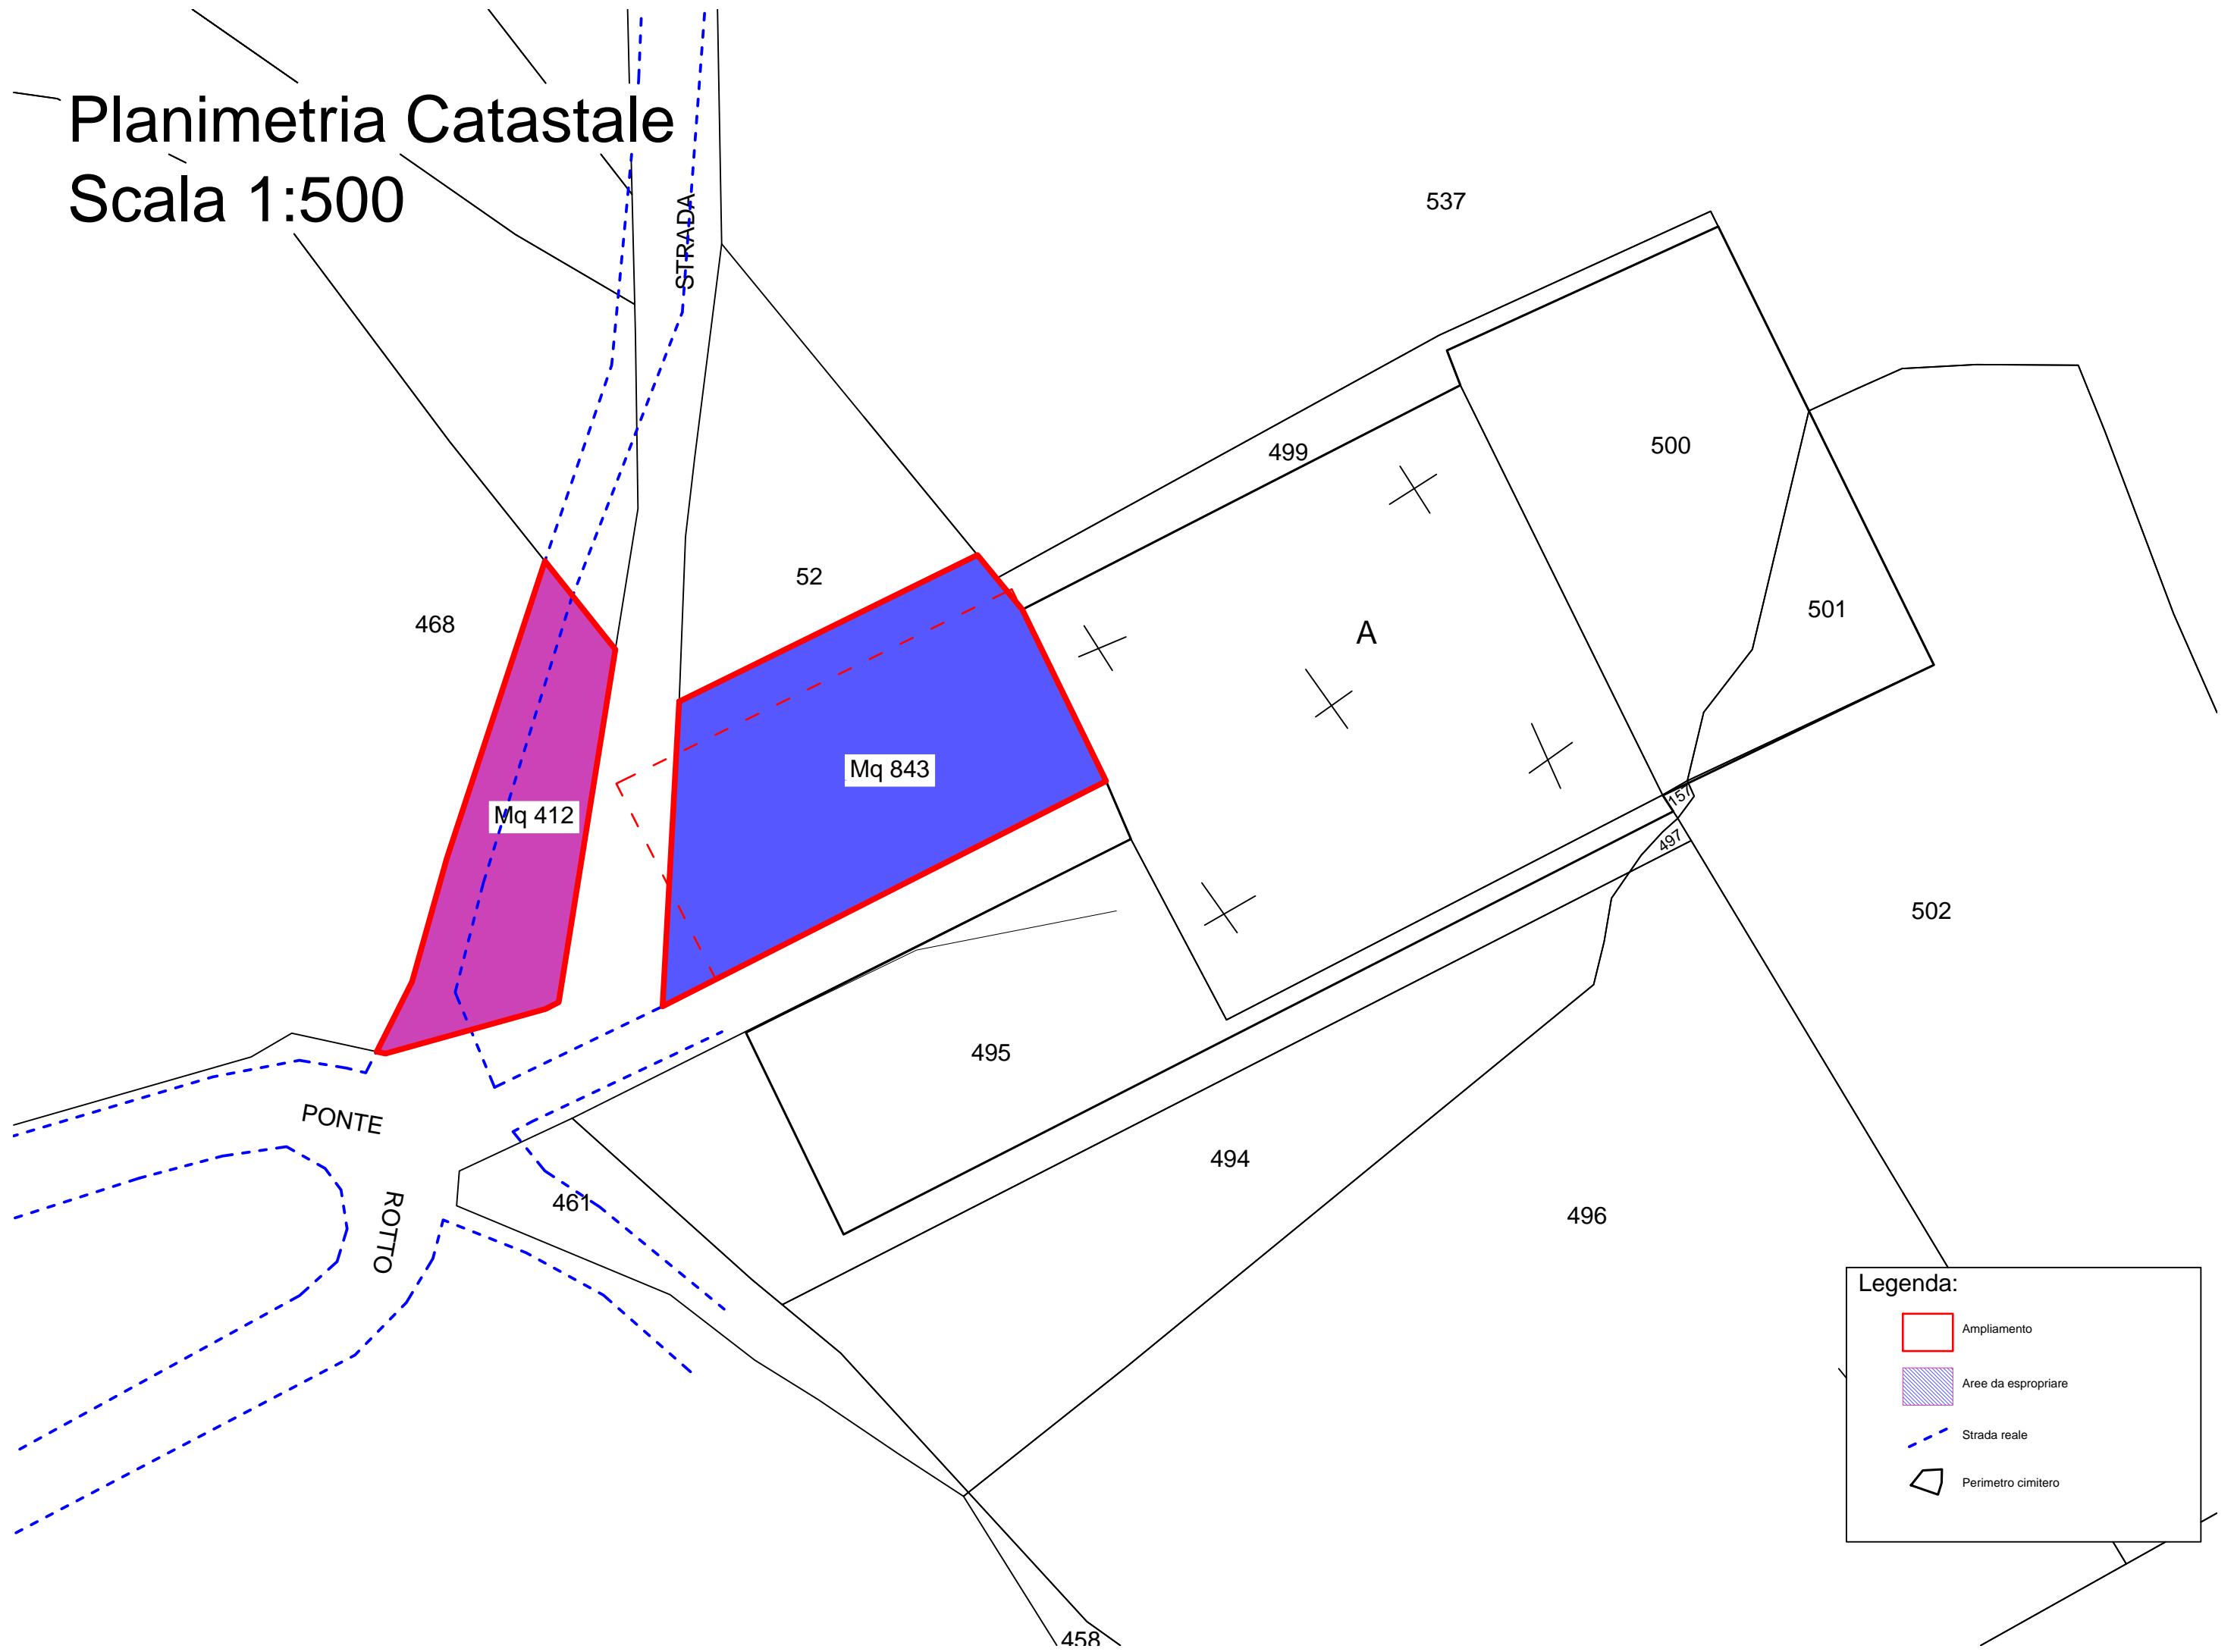 Planimetria Catastale
Scala 1:500
STRADA
537
499
500
52
468
501
A
Mq 843
157
Mq 412
497
502
495
PONTE
494
461
ROTTO
496
458
Legenda:
Ampliamento
Aree da espropriare
Strada reale
Perimetro cimitero